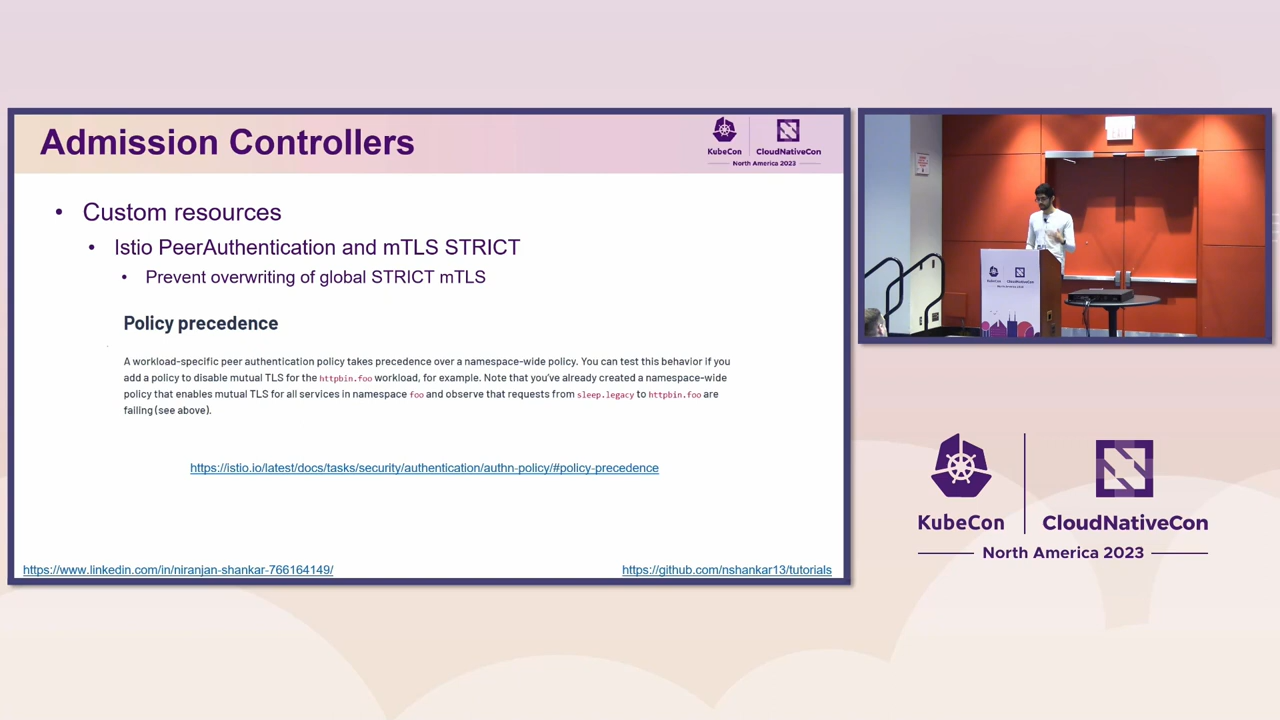 Admission Controllers
KubeCon
CloudNativeCon
North America 2023
• Custom resources
• Istio PeerAuthentication and mTLS STRICT
• Prevent overwriting of global STRICT mTLS
Policy precedence
A workload-specific peer authentication policy takes precedence over a namespace-wide policy. You can test this behavior if you
add a policy to disable mutual TLS for the httpbin.foo workload, for example. Note that you've already created a namespace-wide
policy that enables mutual TLS for all services in namespace foo and observe that requests from sleep.legacy to httpbin.foo are
failing (see above).
https://istio.io/latest/docs/tasks/security/authentication/authn-policy/#policy-precedence
https://www.linkedin.com/in/niranjan-shankar-766164149/
https://github.com/nshankar13/tutorials
EXIT
KubeCon
CloudNativeCon
North America 2023